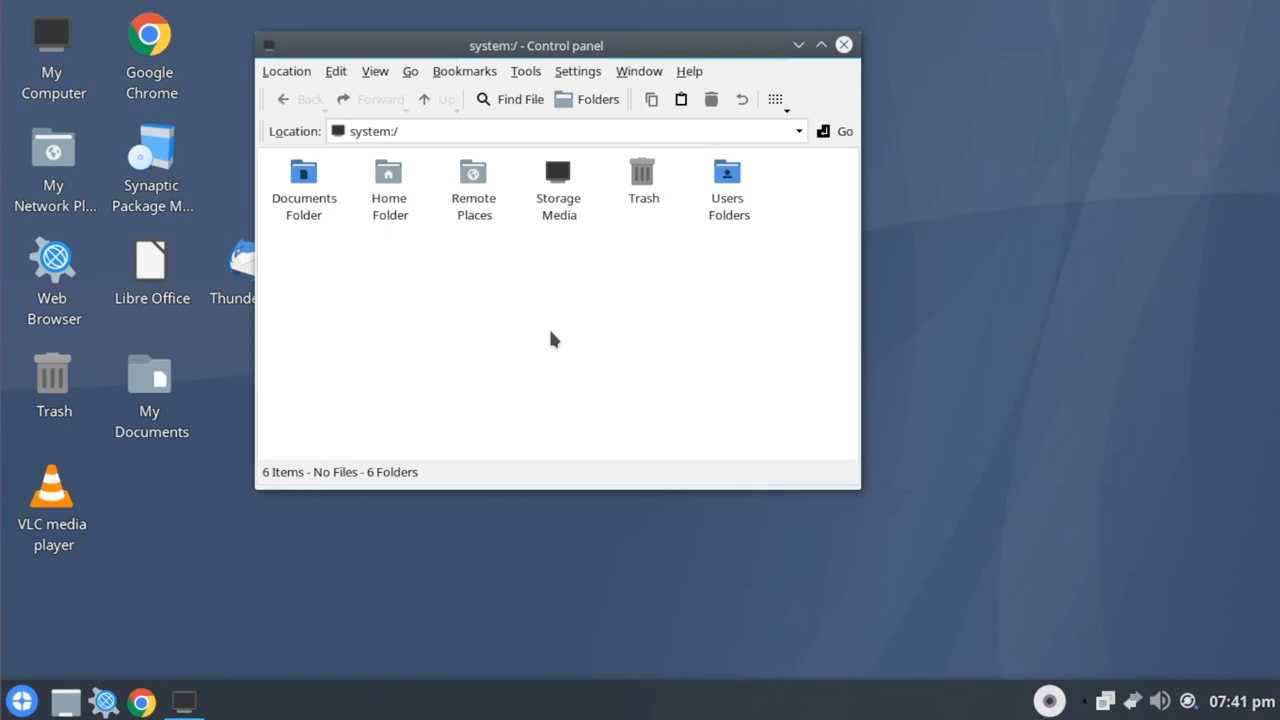 My
Computer
Google
Chrome
My
Network Pl...
Synaptic
Package M...
Web
Browser
Libre Office
Thunde
Trash
My
Documents
VLC media
player
system:/ - Control panel
Location Edit View Go Bookmarks Tools Settings Window Help
Back Forward Up Find File Folders
Location: system:/ Go
Documents
Folder
Home
Folder
Remote
Places
Storage
Media
Trash
Users
Folders
6 Items - No Files - 6 Folders
07:41 pm